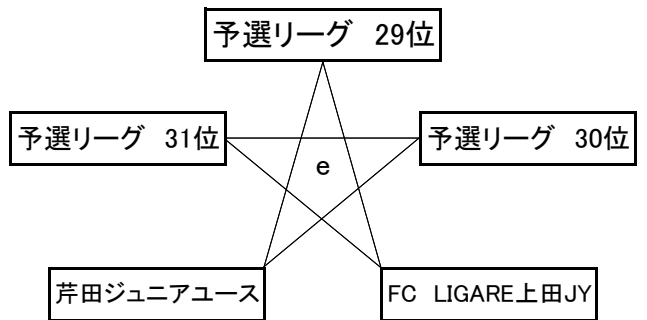 予選リーグ　29位
予選リーグ　31位
予選リーグ　30位
e
芹田ジュニアユース
FC　LIGARE上田JY